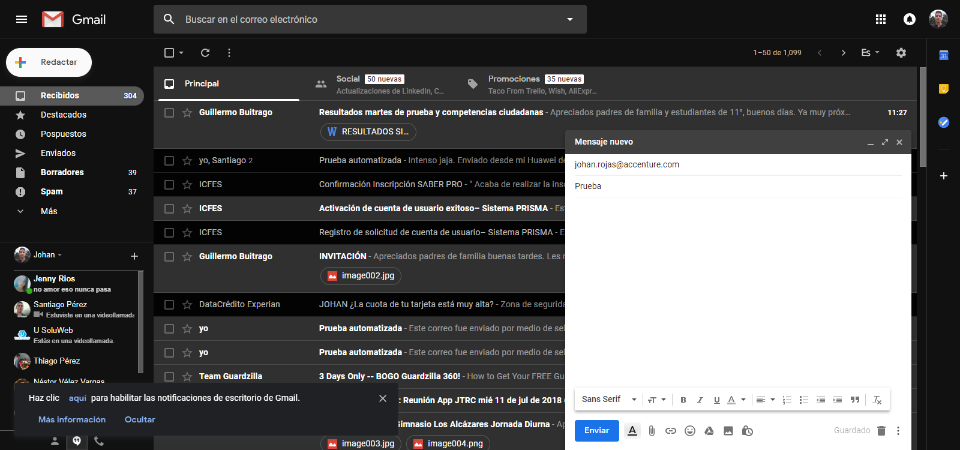 Gmail
Buscar en el correo electrónico
Redactar
1–50 de 1,099
Es
Recibidos 304
Destacados
Pospuestos
Enviados
Borradores 39
Spam 37
Más
Johan
Jenny Rios
no amor eso nunca pasa
Santiago Pérez
Estuviste en una videollamada
U SoluWeb
Estás en una videollamada.
Thiago Pérez
Néstor Vélez Vargas
Principal
Social 50 nuevas
Actualizaciones de LinkedIn, C...
Promociones 35 nuevas
Taco From Trello, Wish, AliExpr...
Guillermo Buitrago Resultados martes de prueba y competencias ciudadanas - Apreciados padres de familia y estudiantes de 11°, buenos días. Ya muy próx... 11:27
RESULTADOS SI...
yo, Santiago 2 Prueba automatizada - Intenso jaja. Enviado desde mi Huawei de
ICFES Confirmación Inscripción SABER PRO - " Acaba de realizar la ins
ICFES Activación de cuenta de usuario exitoso– Sistema PRISMA - Es
ICFES Registro de solicitud de cuenta de usuario– Sistema PRISMA - E
Guillermo Buitrago INVITACIÓN - Apreciados padres de familia buenas tardes. Les
image002.jpg
DataCrédito Experian JOHAN ¿La cuota de tu tarjeta está muy alta? - Zona de segurida
yo Prueba automatizada - Este correo fue enviado por medio de sel
yo Prueba automatizada - Este correo fue enviado por medio de sel
Team Guardzilla 3 Days Only -- BOGO Guardzilla 360! - How to Get Your FREE Gu
: Reunión App JTRC mié 11 de jul de 2018
Gimnasio Los Alcázares Jornada Diurna - Ap
image003.jpg image004.png
Haz clic aquí para habilitar las notificaciones de escritorio de Gmail.
Más información Ocultar
Mensaje nuevo
johan.rojas@accenture.com
Prueba
Sans Serif
Enviar
Guardado